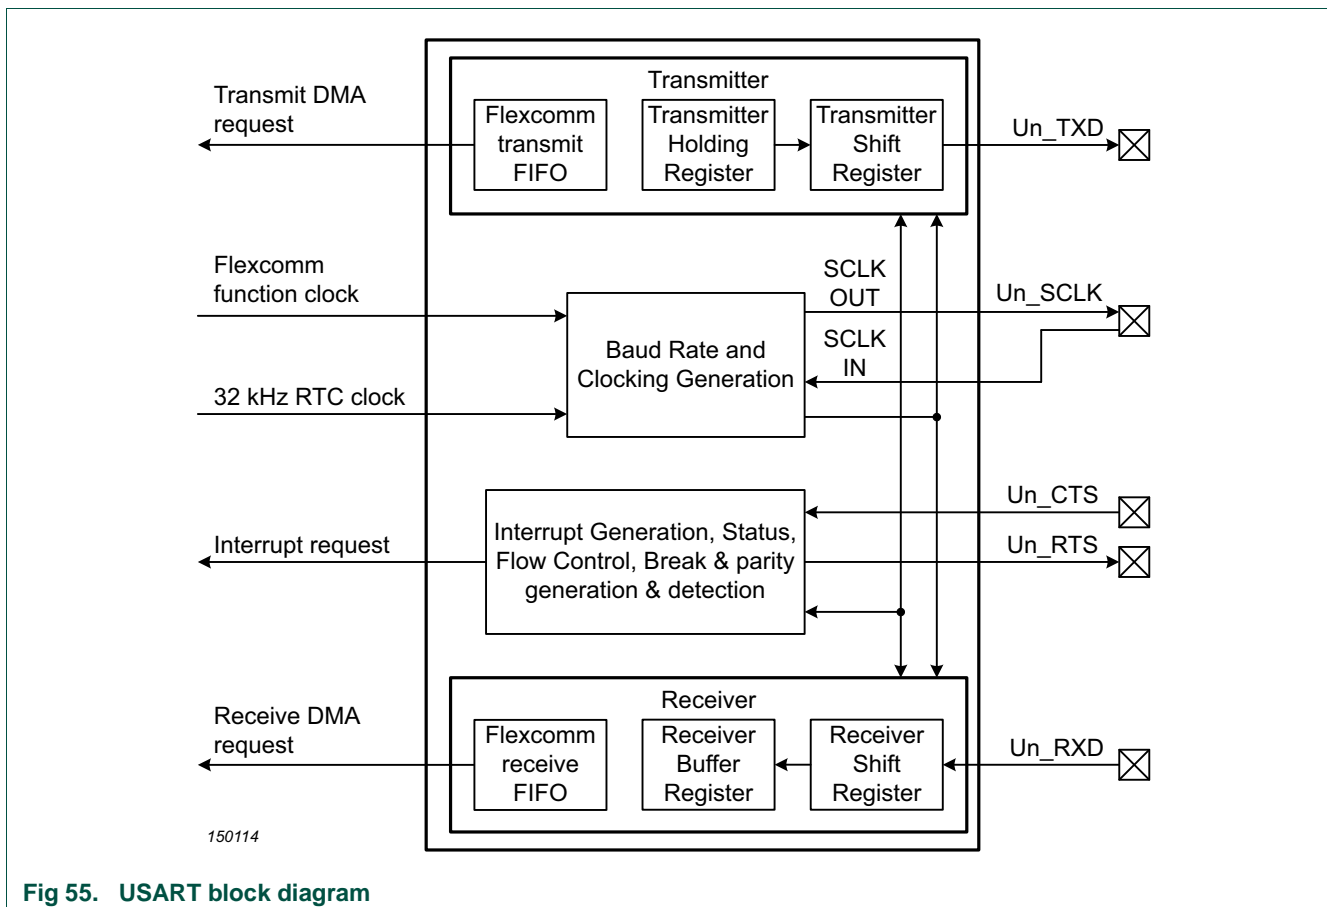 Transmitter
Transmit DMA
request
Flexcomm
transmit
FIFO
Transmitter
Holding
Register
Transmitter
Shift
Register
Un_TXD
Flexcomm
function clock
SCLK
OUT
Un_SCLK
SCLK
IN
Baud Rate and
Clocking Generation
32 kHz RTC clock
Un_CTS
Interrupt request
Interrupt Generation, Status,
Flow Control, Break & parity
generation & detection
Un_RTS
Receiver
Receive DMA
request
Flexcomm
receive
FIFO
Receiver
Buffer
Register
Receiver
Shift
Register
Un_RXD
150114
Fig 55. USART block diagram